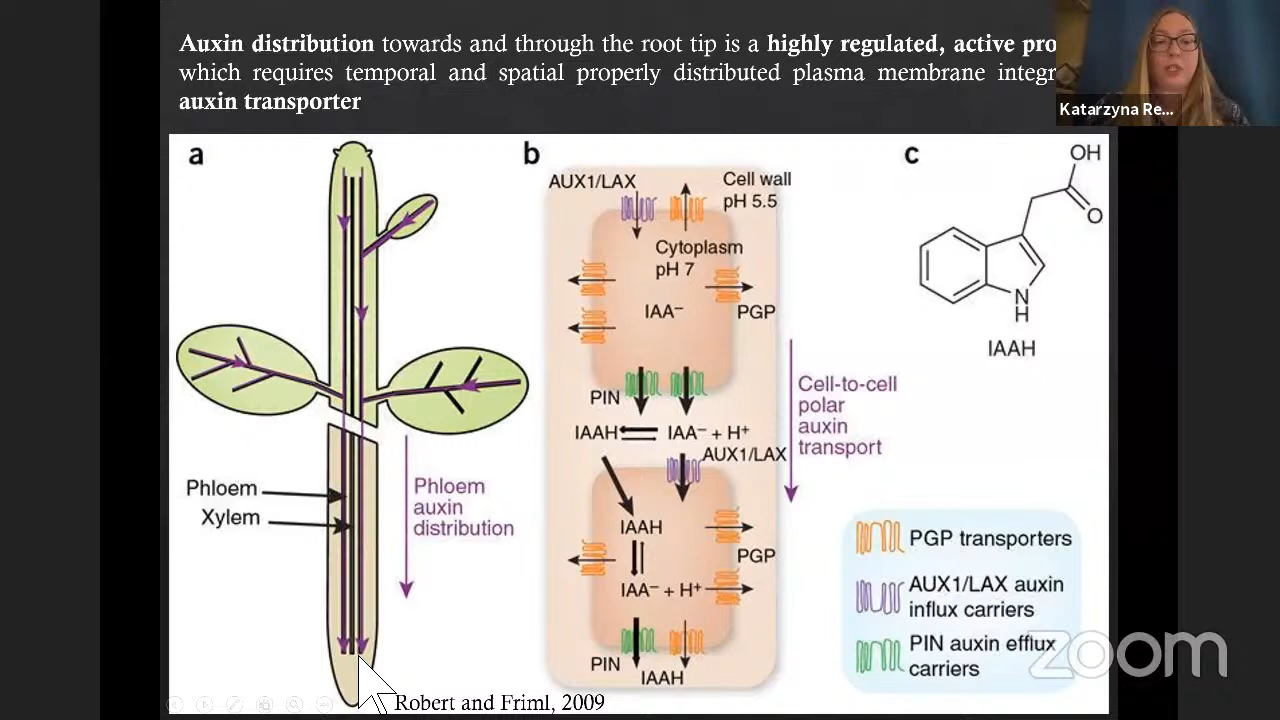 Auxin distribution towards and through the root tip is a highly regulated, active pro
which requires temporal and spatial properly distributed plasma membrane integr
auxin transporter
Katarzyna Re...
a
Phloem
Xylem
Phloem
auxin
distribution
b
AUX1/LAX
Cell wall
pH 5.5
Cytoplasm
pH 7
IAA⁻
PGP
PIN
IAAH
IAA⁻ + H⁺
AUX1/LAX
IAAH
PGP
IAA⁻ + H⁺
PIN
IAAH
Cell-to-cell
polar
auxin
transport
c
OH
O
N
H
IAAH
PGP transporters
AUX1/LAX auxin
influx carriers
PIN auxin efflux
carriers
zoom
Robert and Friml, 2009